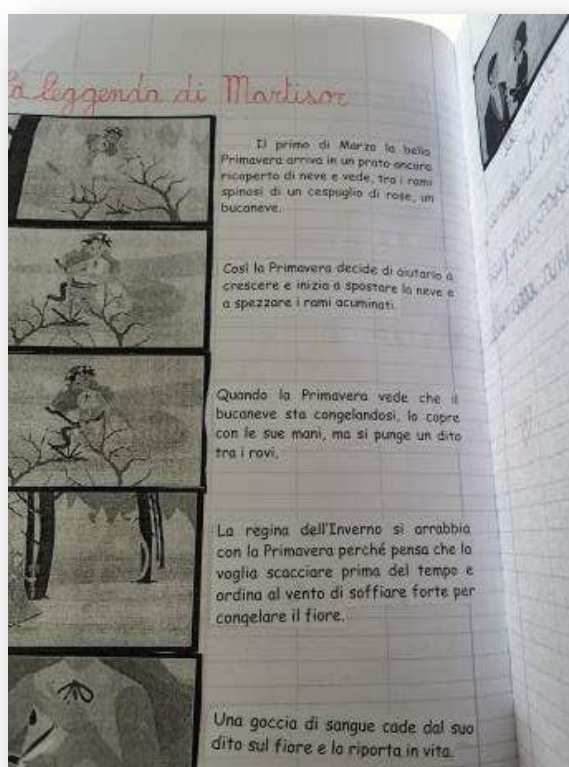 La leggenda di Martisor
Il primo di Marzo la bella
Primavera arriva in un prato ancora
ricoperto di neve e vede, tra i rami
spinosi di un cespuglio di rose, un
bucaneve.
Così la Primavera decide di aiutarlo a
crescere e inizia a spostare la neve e
a spezzare i rami acuminati.
Quando la Primavera vede che il
bucaneve sta congelandosi, lo copre
con le sue mani, ma si punge un dito
tra i rovi.
La regina dell'Inverno si arrabbia
con la Primavera perché pensa che la
voglia scacciare prima del tempo e
ordina al vento di soffiare forte per
congelare il fiore.
Una goccia di sangue cade dal suo
dito sul fiore e lo riporta in vita.